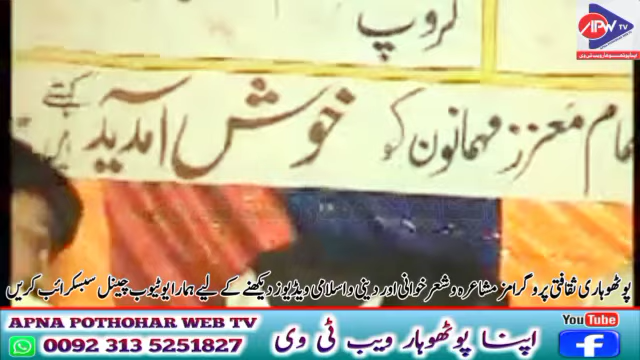 APW TV
گروپ
تمام معزز مہمانوں کو خوش آمدید کہتے ہیں
پوٹھوہاری ثقافتی پروگرامز مشاعرہ و شعر خوانی اور دینی و اسلامی ویڈیوز دیکھنے کے لیے ہمارا یوٹیوب چینل سبسکرائب کریں
APNA POTHOHAR WEB TV
0092 313 5251827
اپنا پوٹھوہار ویب ٹی وی
YouTube
f